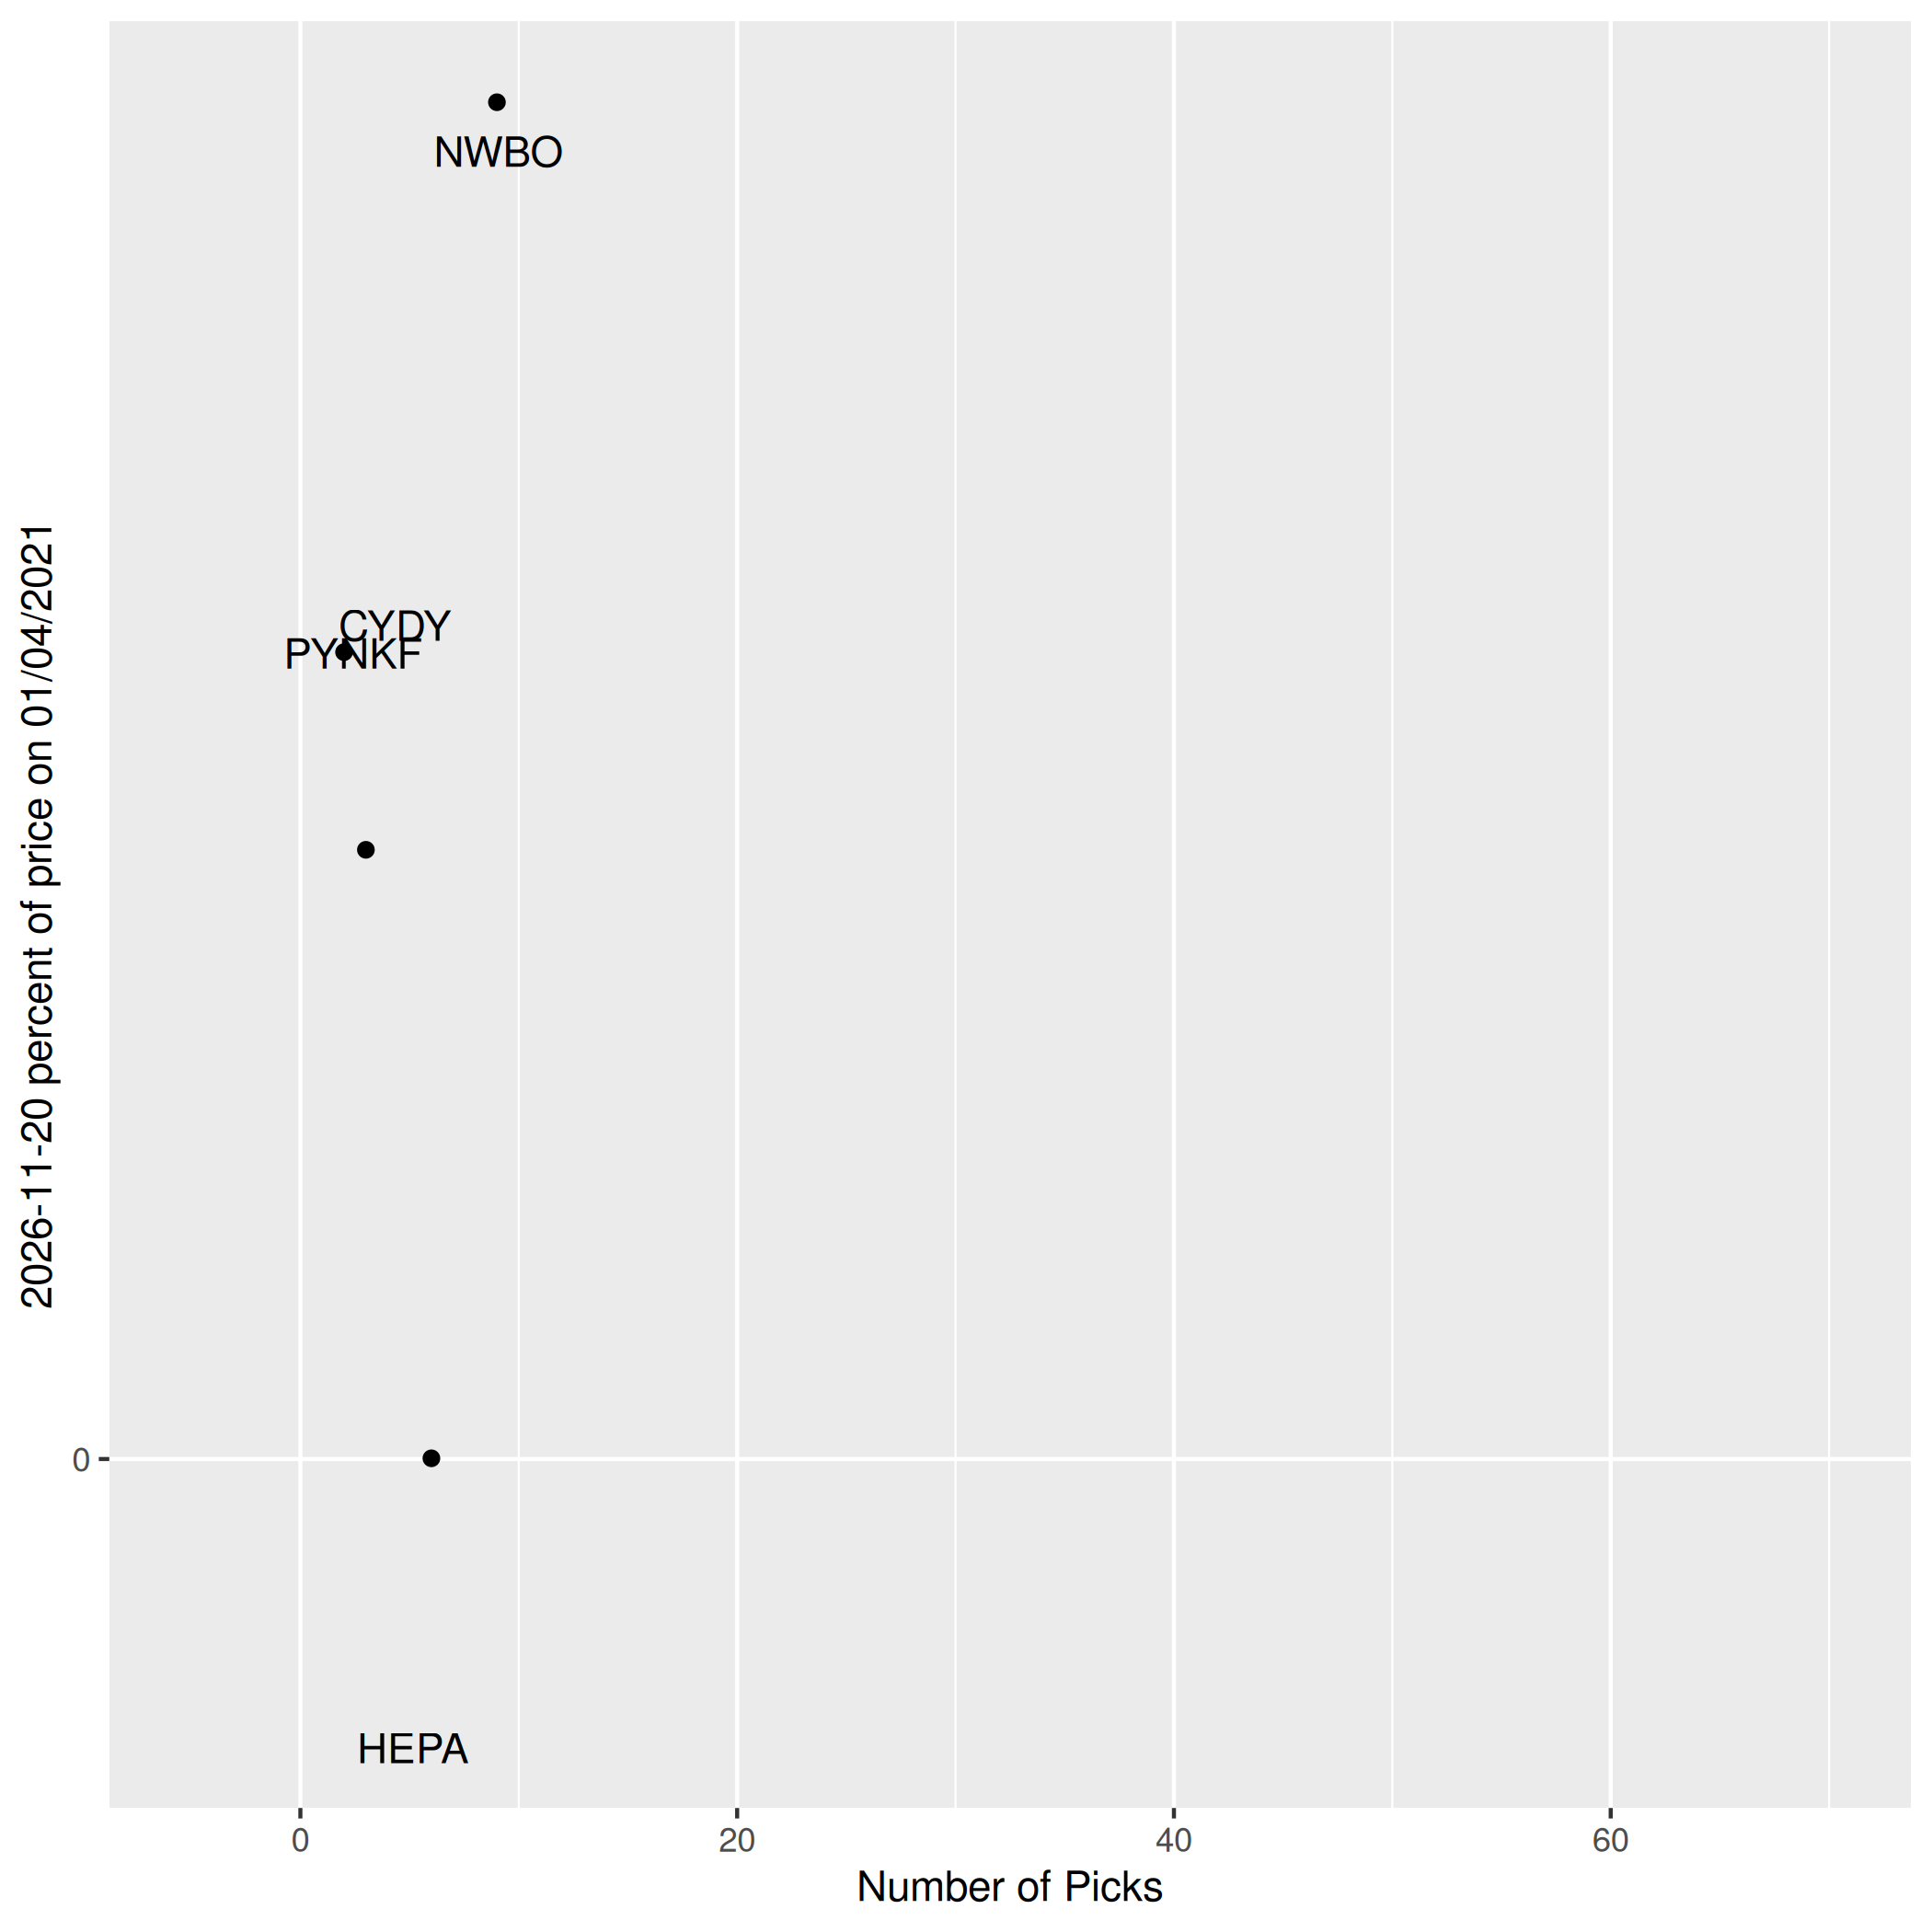 NWBO
CYDY
PYNKF
HEPA
0
0
20
40
60
Number of Picks
2026-11-20 percent of price on 01/04/2021